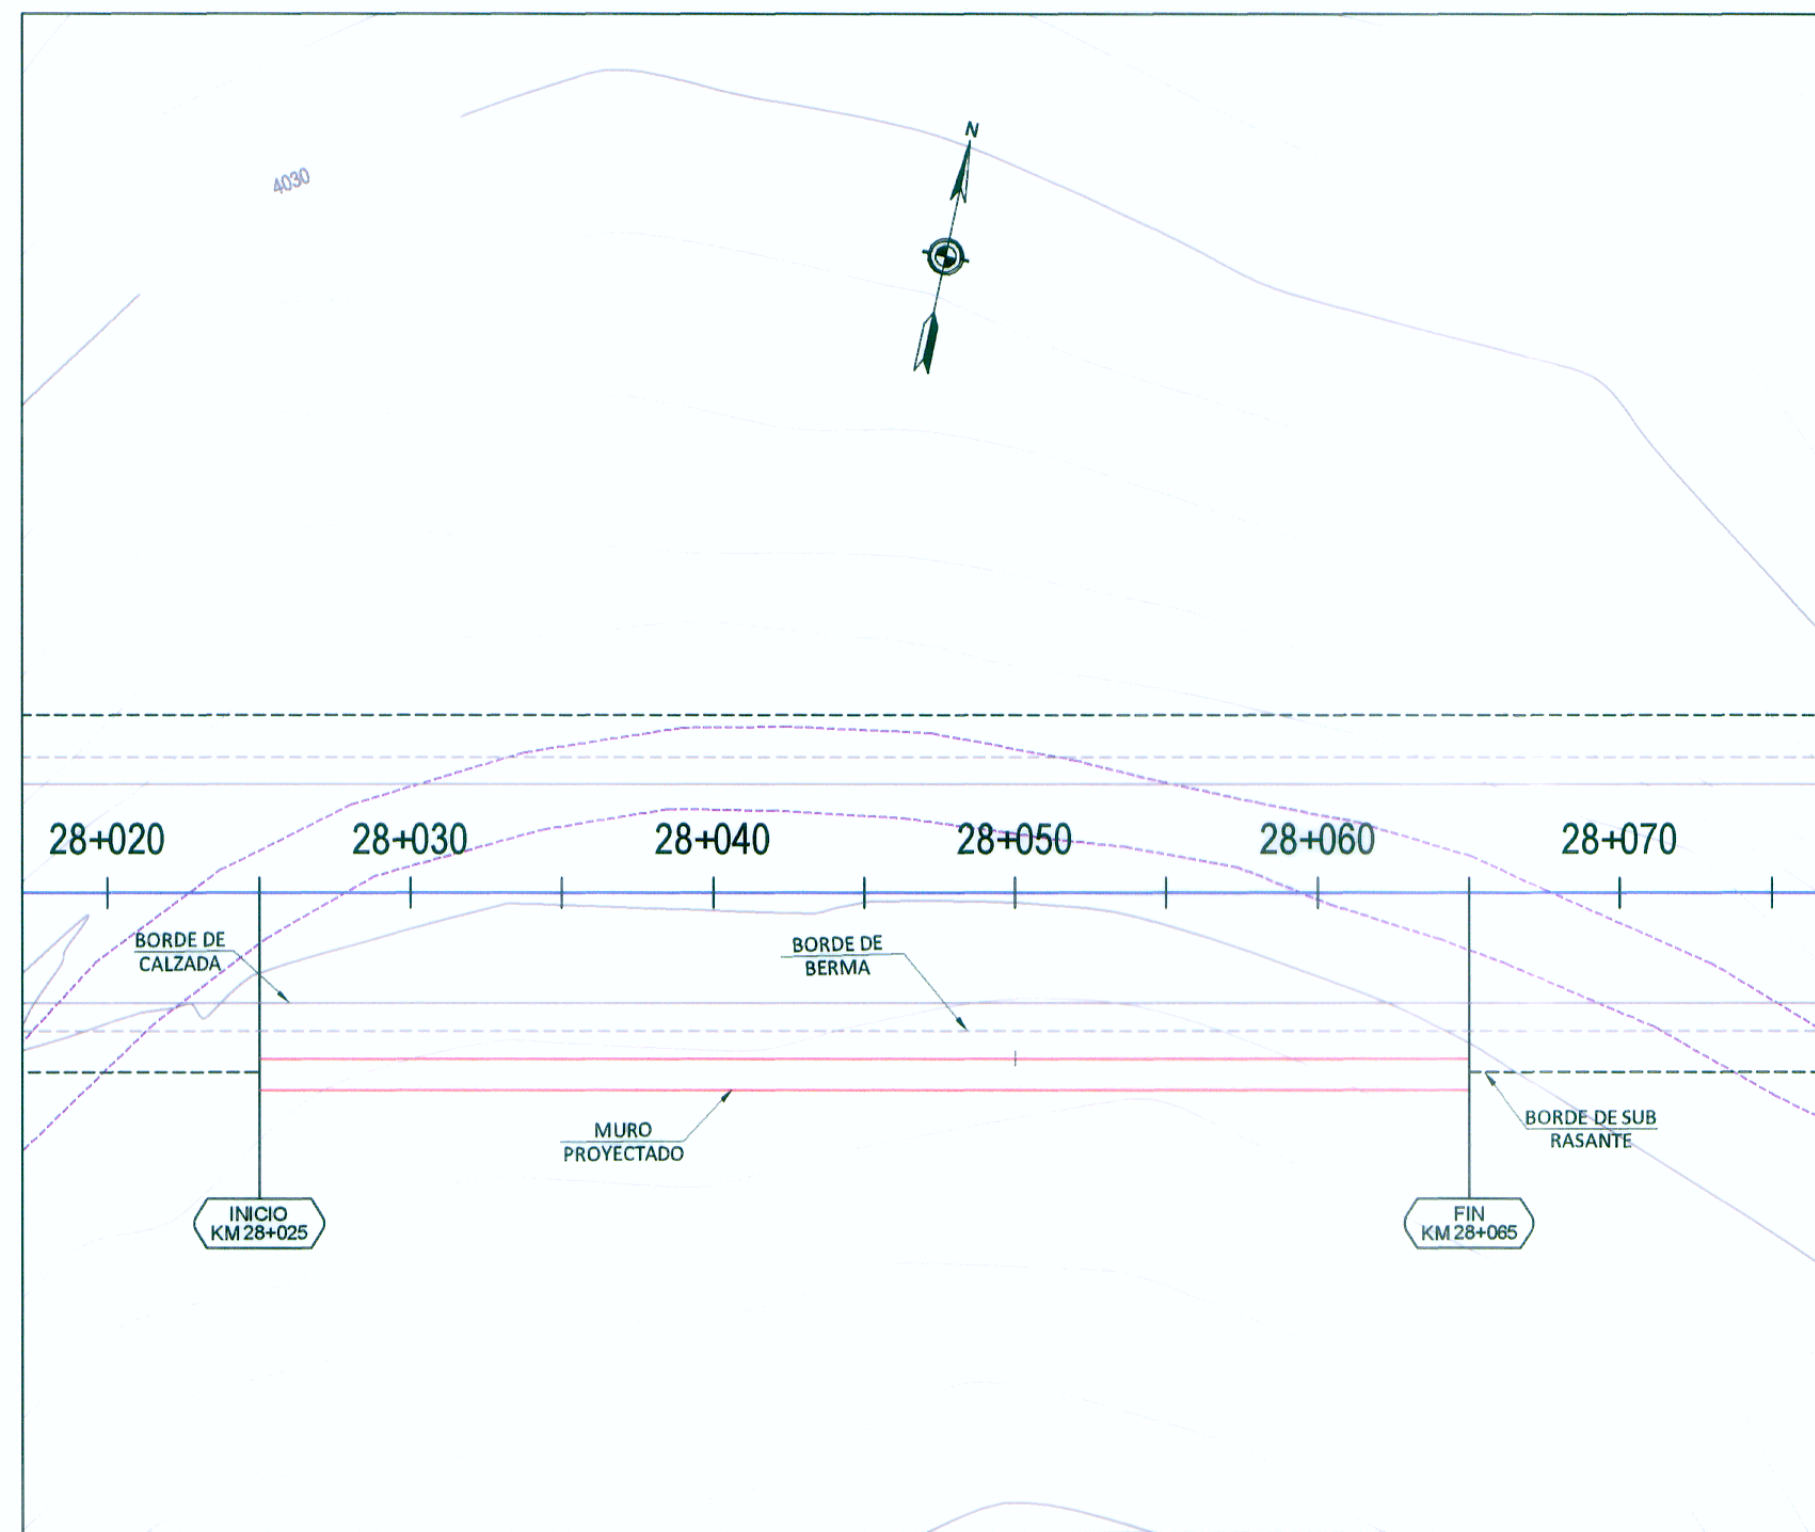 N
4030
28+020 28+030 28+040 28+050 28+060 28+070
BORDE DE
CALZADA
BORDE DE
BERMA
MURO
PROYECTADO
BORDE DE SUB
RASANTE
INICIO
KM 28+025
FIN
KM 28+065